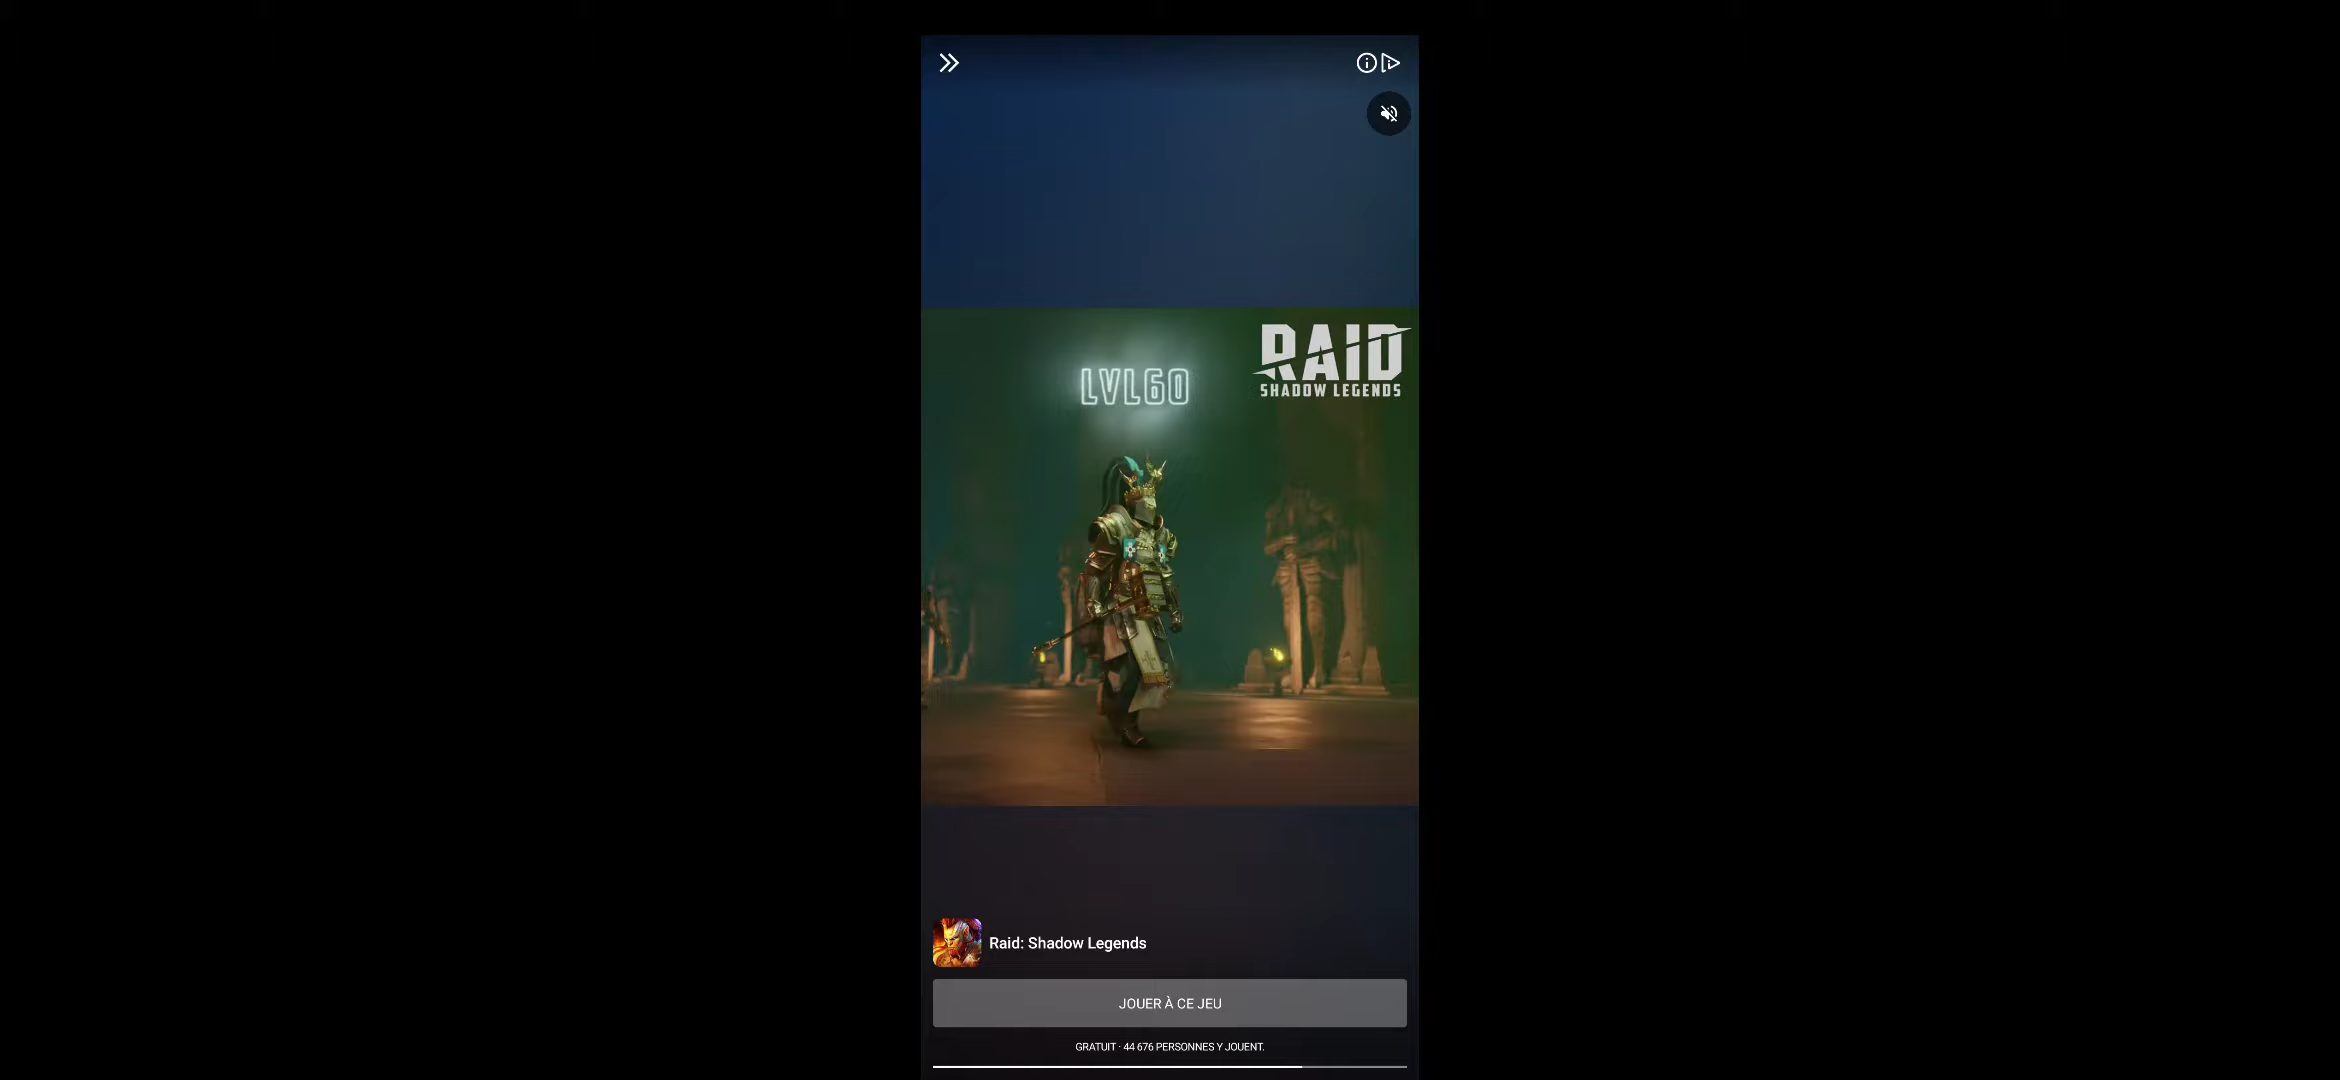 RAID
SHADOW LEGENDS
LVL60
Raid: Shadow Legends
JOUER À CE JEU
GRATUIT · 44 676 PERSONNES Y JOUENT.